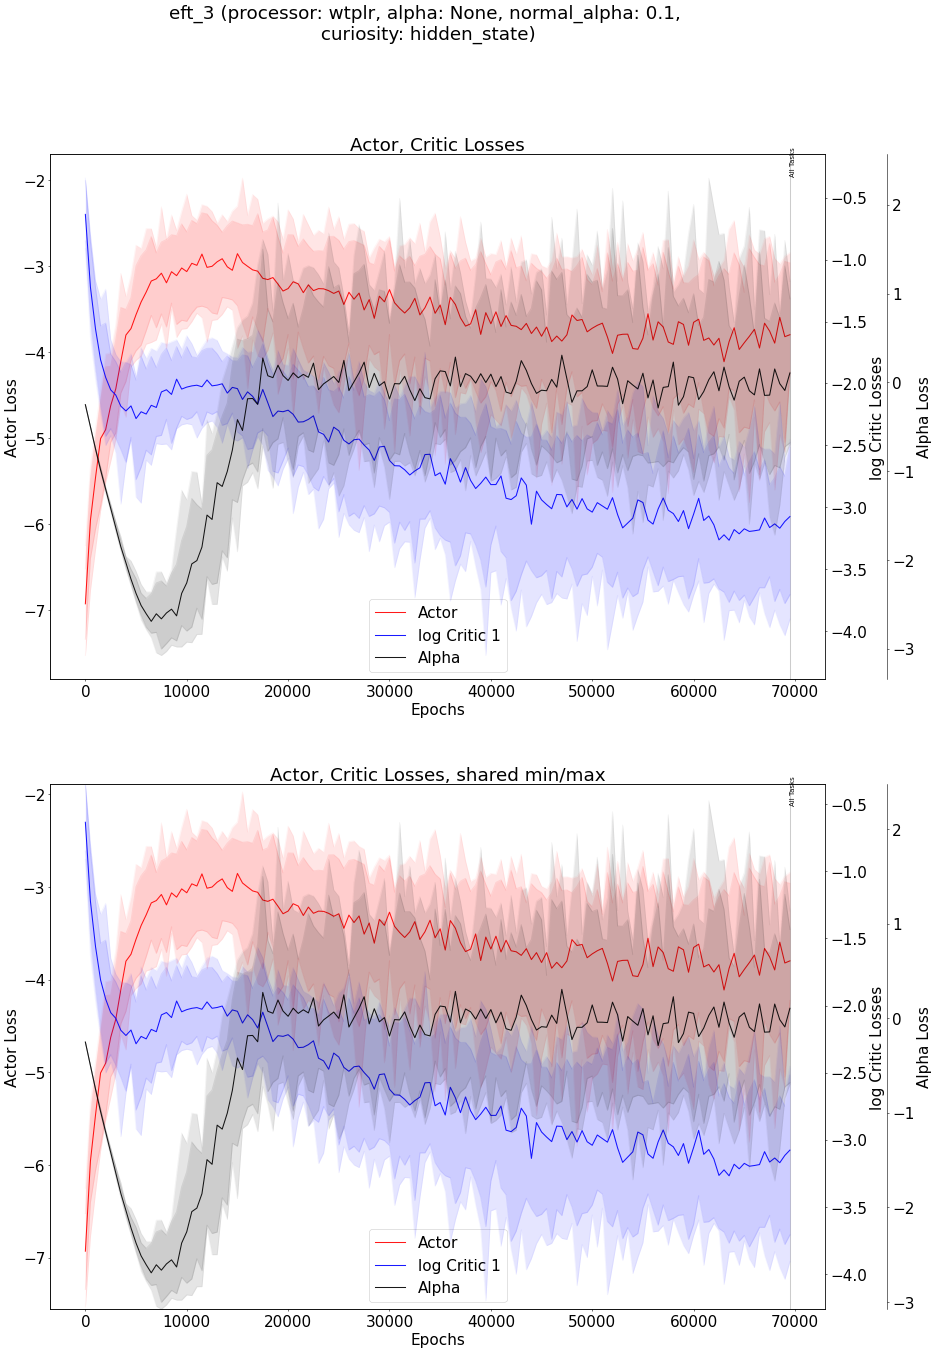 eft_3 (processor: wtplr, alpha: None, normal_alpha: 0.1,
curiosity: hidden_state)
Actor, Critic Losses
All Tasks
−2
−3
−4
−5
−6
−7
Actor Loss
−0.5
−1.0
−1.5
−2.0
−2.5
−3.0
−3.5
−4.0
log Critic Losses
2
1
0
−1
−2
−3
Alpha Loss
Actor
log Critic 1
Alpha
0 10000 20000 30000 40000 50000 60000 70000
Epochs
Actor, Critic Losses, shared min/max
All Tasks
−2
−3
−4
−5
−6
−7
Actor Loss
−0.5
−1.0
−1.5
−2.0
−2.5
−3.0
−3.5
−4.0
log Critic Losses
2
1
0
−1
−2
−3
Alpha Loss
Actor
log Critic 1
Alpha
0 10000 20000 30000 40000 50000 60000 70000
Epochs